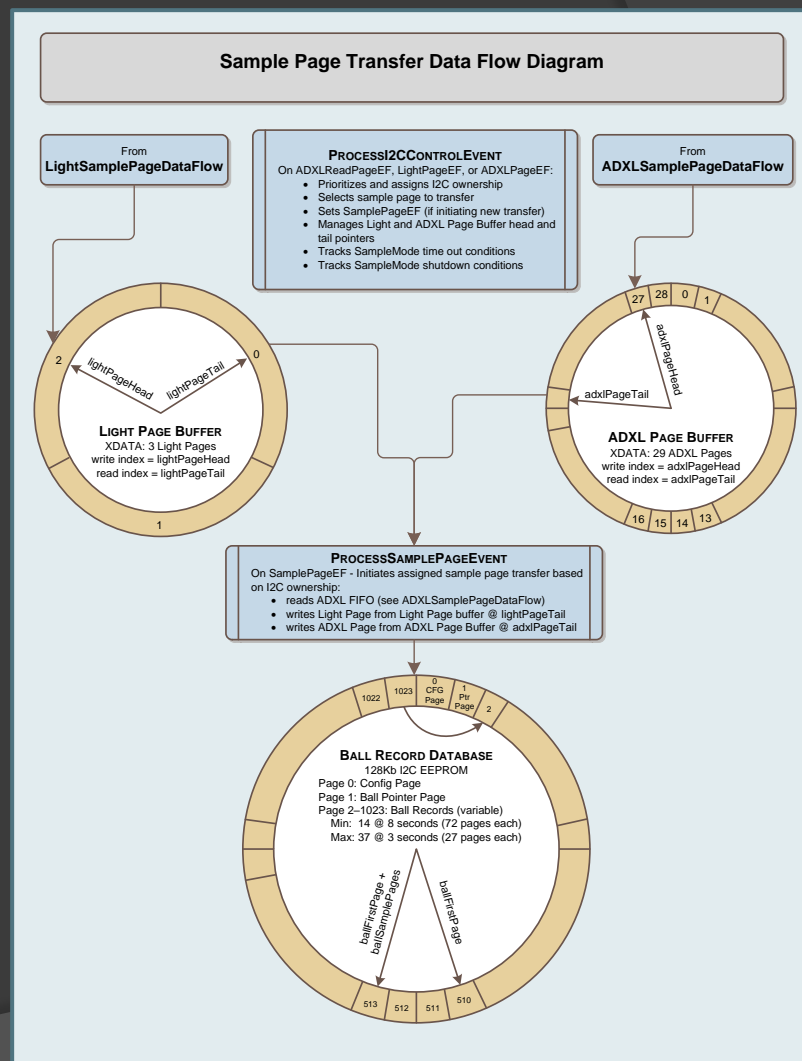 Sample Page Transfer Data Flow Diagram
From
LightSamplePageDataFlow
PROCESSI2CCONTROLEVENT
On ADXLReadPageEF, LightPageEF, or ADXLPageEF:
• Prioritizes and assigns I2C ownership
• Selects sample page to transfer
• Sets SamplePageEF (if initiating new transfer)
• Manages Light and ADXL Page Buffer head and
tail pointers
• Tracks SampleMode time out conditions
• Tracks SampleMode shutdown conditions
From
ADXLSamplePageDataFlow
2
0
lightPageHead
lightPageTail
LIGHT PAGE BUFFER
XDATA: 3 Light Pages
write index = lightPageHead
read index = lightPageTail
1
27
28
0
1
adxlPageHead
adxlPageTail
ADXL PAGE BUFFER
XDATA: 29 ADXL Pages
write index = adxlPageHead
read index = adxlPageTail
16
15
14
13
PROCESSSAMPLEPAGEEVENT
On SamplePageEF - Initiates assigned sample page transfer based
on I2C ownership:
• reads ADXL FIFO (see ADXLSamplePageDataFlow)
• writes Light Page from Light Page buffer @ lightPageTail
• writes ADXL Page from ADXL Page Buffer @ adxlPageTail
1022
1023
0
CFG
Page
1
Ptr
Page
2
BALL RECORD DATABASE
128Kb I2C EEPROM
Page 0: Config Page
Page 1: Ball Pointer Page
Page 2–1023: Ball Records (variable)
Min: 14 @ 8 seconds (72 pages each)
Max: 37 @ 3 seconds (27 pages each)
ballFirstPage +
ballSamplePages
ballFirstPage
513
512
511
510